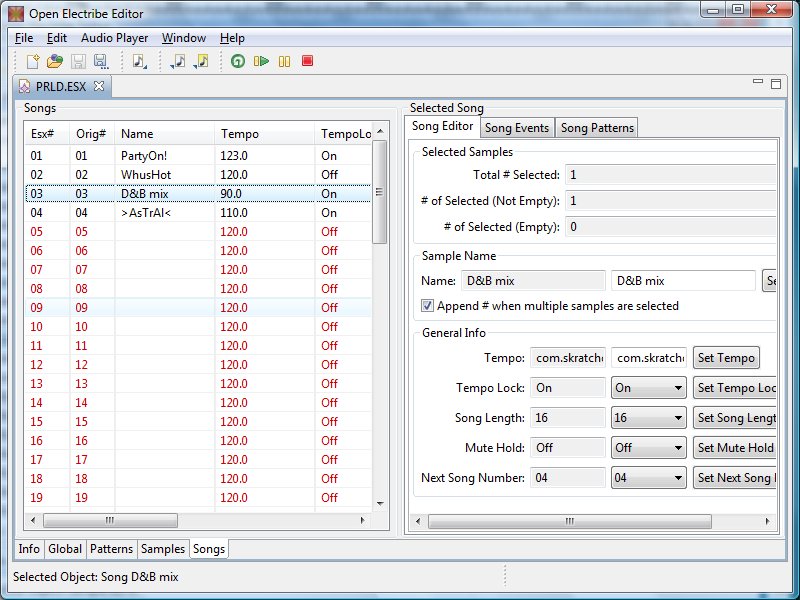 Open Electribe Editor
File Edit Audio Player Window Help
PRLD.ESX
Songs
Esx# Orig# Name Tempo TempoLo
01 01 PartyOn! 123.0 On
02 02 WhusHot 120.0 Off
03 03 D&B mix 90.0 On
04 04 >AsTrAl< 110.0 On
05 05 120.0 Off
06 06 120.0 Off
07 07 120.0 Off
08 08 120.0 Off
09 09 120.0 Off
10 10 120.0 Off
11 11 120.0 Off
12 12 120.0 Off
13 13 120.0 Off
14 14 120.0 Off
15 15 120.0 Off
16 16 120.0 Off
17 17 120.0 Off
18 18 120.0 Off
19 19 120.0 Off
Selected Song
Song Editor Song Events Song Patterns
Selected Samples
Total # Selected: 1
# of Selected (Not Empty): 1
# of Selected (Empty): 0
Sample Name
Name: D&B mix D&B mix Se
Append # when multiple samples are selected
General Info
Tempo: com.skratch com.skratch Set Tempo
Tempo Lock: On On Set Tempo Loc
Song Length: 16 16 Set Song Lengt
Mute Hold: Off Off Set Mute Hold
Next Song Number: 04 04 Set Next Song
Info Global Patterns Samples Songs
Selected Object: Song D&B mix